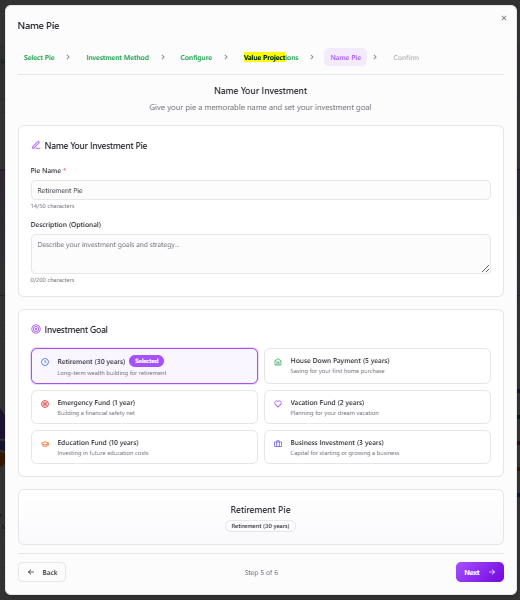 Name Pie
×
Select Pie > Investment Method > Configure > Value Projections > Name Pie > Confirm
Name Your Investment
Give your pie a memorable name and set your investment goal
Name Your Investment Pie
Pie Name *
Retirement Pie
14/50 characters
Description (Optional)
Describe your investment goals and strategy...
0/200 characters
Investment Goal
Retirement (30 years) Selected
Long-term wealth building for retirement
House Down Payment (5 years)
Saving for your first home purchase
Emergency Fund (1 year)
Building a financial safety net
Vacation Fund (2 years)
Planning for your dream vacation
Education Fund (10 years)
Investing in future education costs
Business Investment (3 years)
Capital for starting or growing a business
Retirement Pie
Retirement (30 years)
← Back
Step 5 of 6
Next →